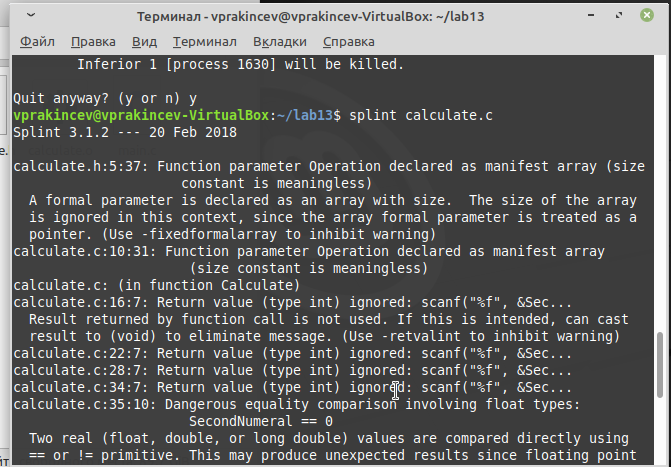 Терминал - vprakincev@vprakincev-VirtualBox: ~/lab13
Файл Правка Вид Терминал Вкладки Справка
Inferior 1 [process 1630] will be killed.
Quit anyway? (y or n) y
vprakincev@vprakincev-VirtualBox:~/lab13$ splint calculate.c
Splint 3.1.2 --- 20 Feb 2018
calculate.h:5:37: Function parameter Operation declared as manifest array (size
constant is meaningless)
A formal parameter is declared as an array with size.  The size of the array
is ignored in this context, since the array formal parameter is treated as a
pointer. (Use -fixedformalarray to inhibit warning)
calculate.c:10:31: Function parameter Operation declared as manifest array
(size constant is meaningless)
calculate.c: (in function Calculate)
calculate.c:16:7: Return value (type int) ignored: scanf("%f", &Sec...
Result returned by function call is not used. If this is intended, can cast
result to (void) to eliminate message. (Use -retvalint to inhibit warning)
calculate.c:22:7: Return value (type int) ignored: scanf("%f", &Sec...
calculate.c:28:7: Return value (type int) ignored: scanf("%f", &Sec...
calculate.c:34:7: Return value (type int) ignored: scanf("%f", &Sec...
calculate.c:35:10: Dangerous equality comparison involving float types:
SecondNumeral == 0
Two real (float, double, or long double) values are compared directly using
== or != primitive. This may produce unexpected results since floating point